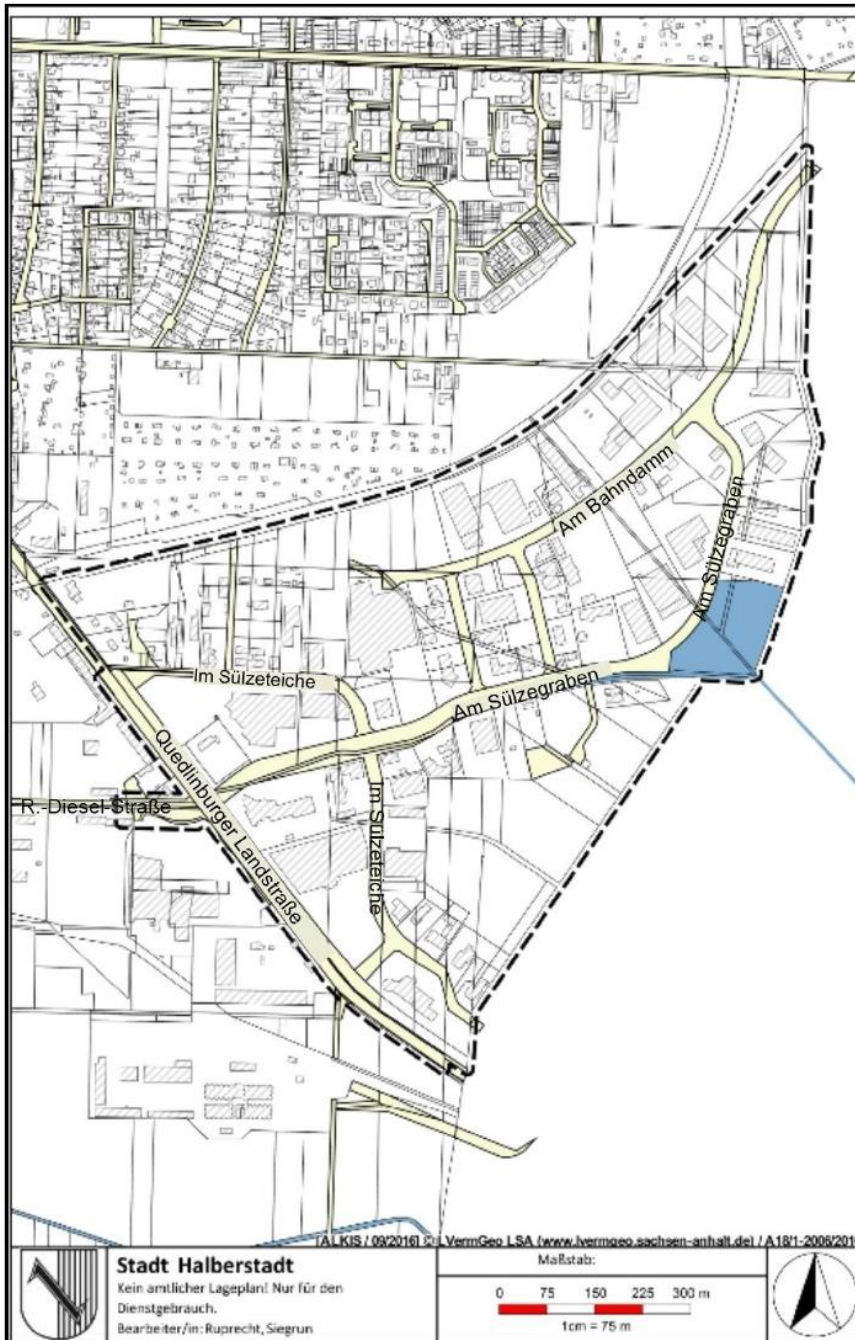 Am Bahndamm
Am Sülzegraben
Im Sülzeteiche
Am Sülzegraben
Quedlinburger Landstraße
R.-Diesel-Straße
Im Sülzeteiche
[ALKIS / 09/2016] © LVermGeo LSA (www.lvermgeo.sachsen-anhalt.de) / A18/1-2006/2010
Stadt Halberstadt
Kein amtlicher Lageplan! Nur für den
Dienstgebrauch.
Bearbeiter/in: Ruprecht, Siegrun
Maßstab:
0 75 150 225 300 m
1cm = 75 m